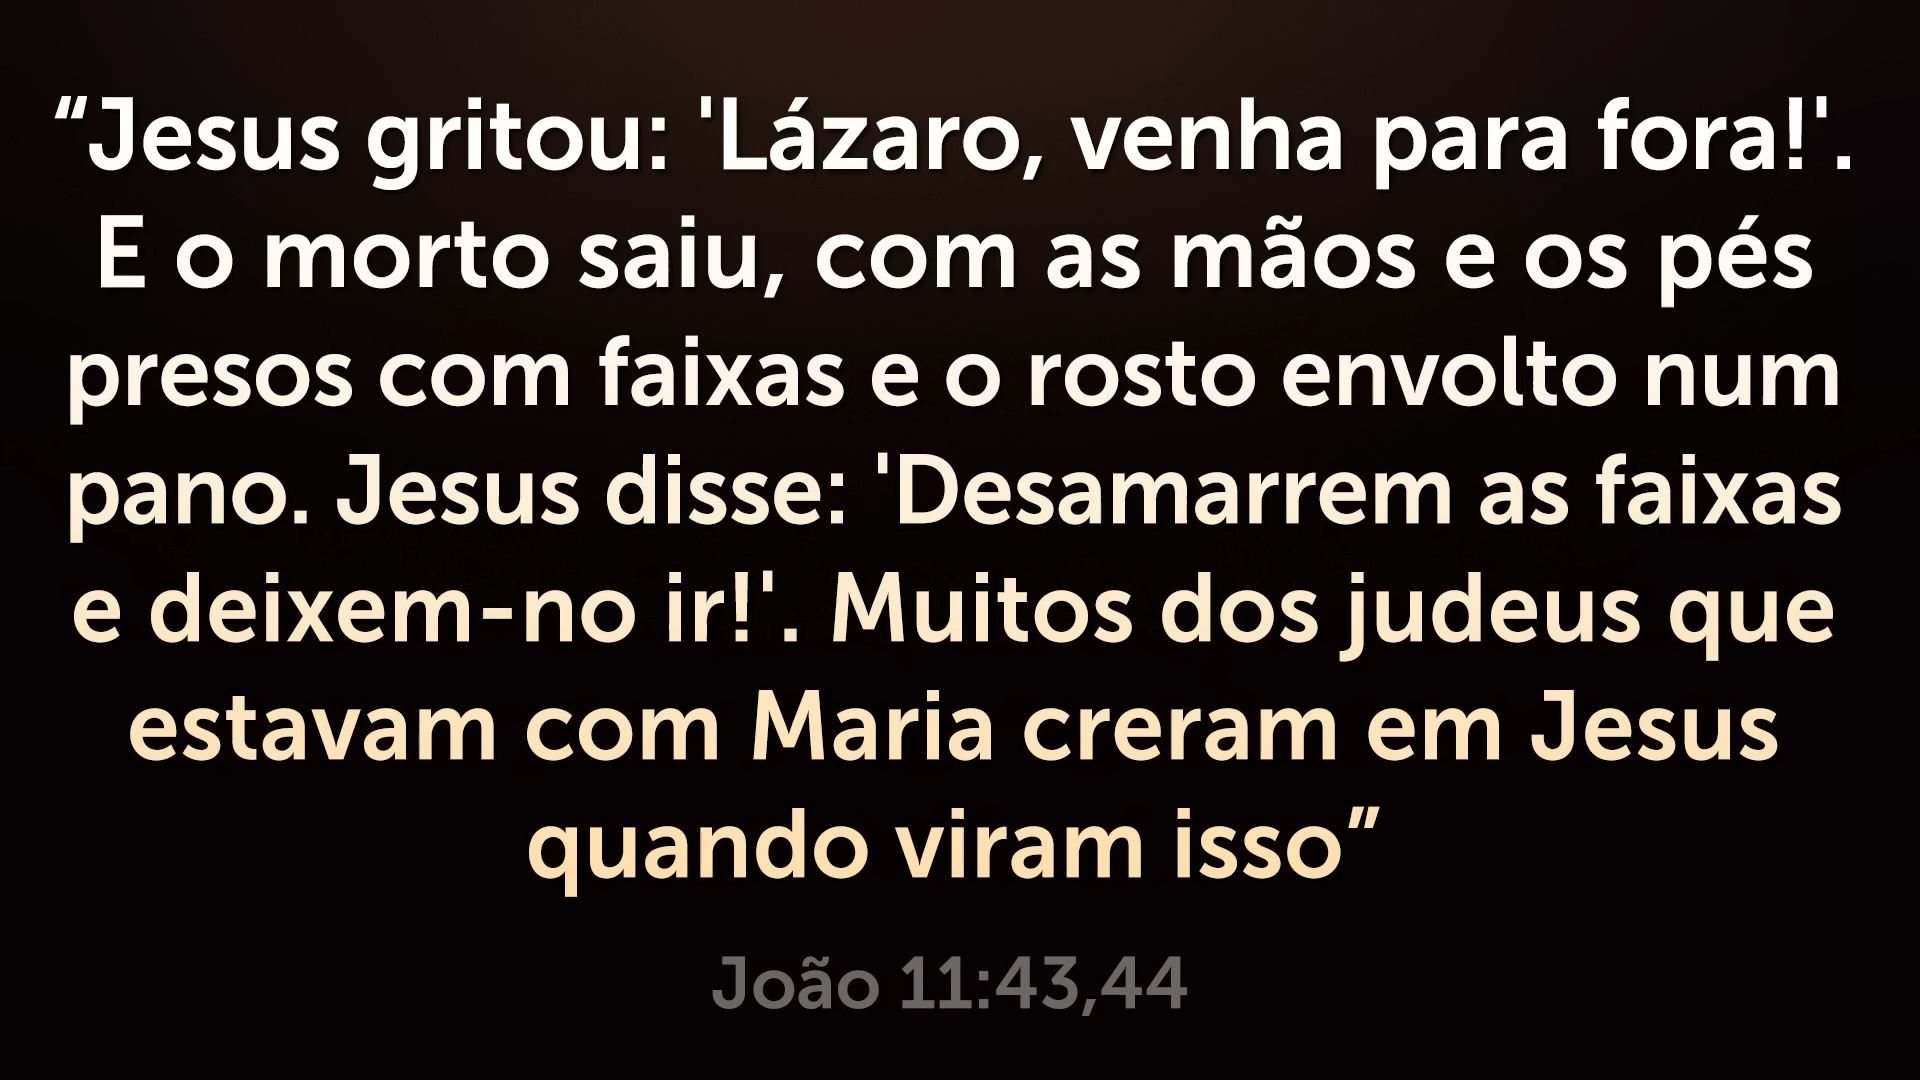 “Jesus gritou: 'Lázaro, venha para fora!'.
E o morto saiu, com as mãos e os pés
presos com faixas e o rosto envolto num
pano. Jesus disse: 'Desamarrem as faixas
e deixem-no ir!'. Muitos dos judeus que
estavam com Maria creram em Jesus
quando viram isso”
João 11:43,44